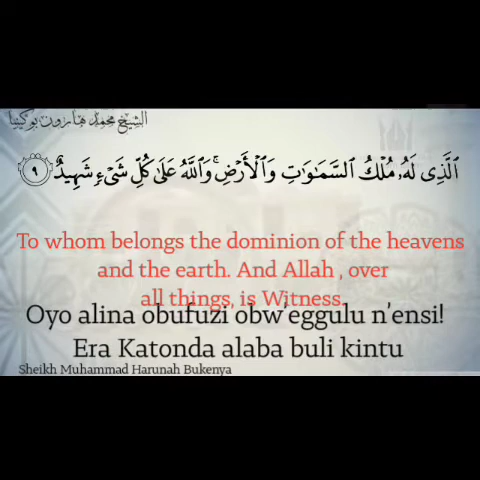 الشيخ محمد هارون بوكينيا
ٱلَّذِى لَهُۥ مُلْكُ ٱلسَّمَـٰوَٰتِ وَٱلْأَرْضِ ۚ وَٱللَّهُ عَلَىٰ كُلِّ شَىْءٍ شَهِيدٌ ٩
To whom belongs the dominion of the heavens
and the earth. And Allah , over
all things, is Witness.
Oyo alina obufuzi obw'eggulu n'ensi!
Era Katonda alaba buli kintu
Sheikh Muhammad Harunah Bukenya